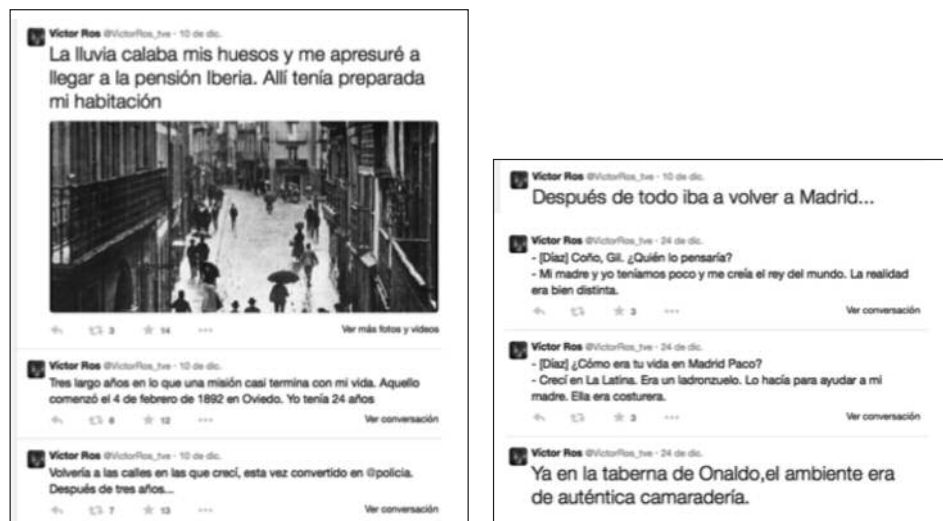 Víctor Ros @VictorRos_tve · 10 de dic.
La lluvia calaba mis huesos y me apresuré a
llegar a la pensión Iberia. Allí tenía preparada
mi habitación
3 14 Ver más fotos y vídeos
Víctor Ros @VictorRos_tve · 10 de dic.
Tres largo años en lo que una misión casi termina con mi vida. Aquello
comenzó el 4 de febrero de 1892 en Oviedo. Yo tenía 24 años
6 12 Ver conversación
Víctor Ros @VictorRos_tve · 10 de dic.
Volvería a las calles en las que crecí, esta vez convertido en @policia.
Después de tres años...
7 13 Ver conversación
Víctor Ros @VictorRos_tve · 10 de dic.
Después de todo iba a volver a Madrid...
Víctor Ros @VictorRos_tve · 24 de dic.
- [Díaz] Coño, Gil. ¿Quién lo pensaría?
- Mi madre y yo teníamos poco y me creía el rey del mundo. La realidad
era bien distinta.
3 Ver conversación
Víctor Ros @VictorRos_tve · 24 de dic.
- [Díaz] ¿Cómo era tu vida en Madrid Paco?
- Crecí en La Latina. Era un ladronzuelo. Lo hacía para ayudar a mi
madre. Ella era costurera.
3 Ver conversación
Víctor Ros @VictorRos_tve · 24 de dic.
Ya en la taberna de Onaldo,el ambiente era
de auténtica camaradería.